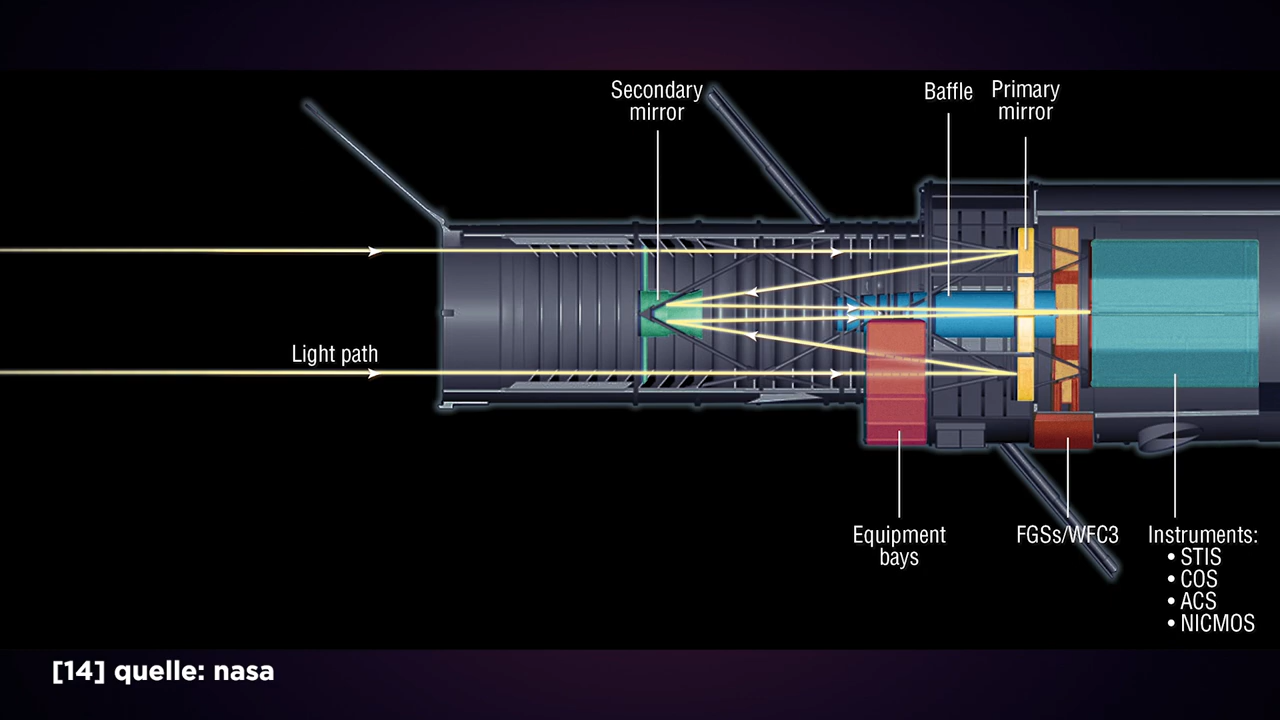 Secondary
mirror
Baffle
Primary
mirror
Light path
Equipment
bays
FGSs/WFC3
Instruments:
• STIS
• COS
• ACS
• NICMOS
[14] quelle: nasa